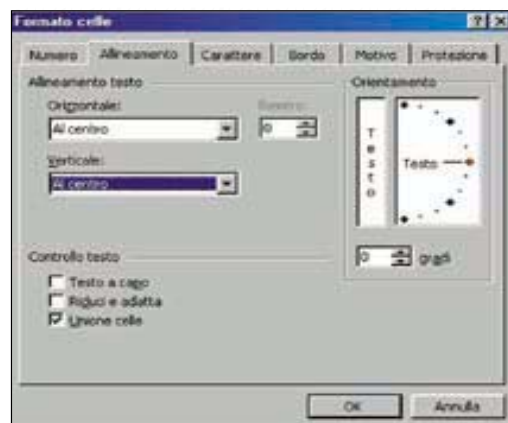 Formato celle
Numero Allineamento Carattere Bordo Motivo Protezione
Allineamento testo
Orizzontale:
Rientro:
Al centro
0
Verticale:
Al centro
Orientamento
Testo
Testo
0 gradi
Controllo testo
Testo a capo
Riduci e adatta
Unione celle
OK Annulla